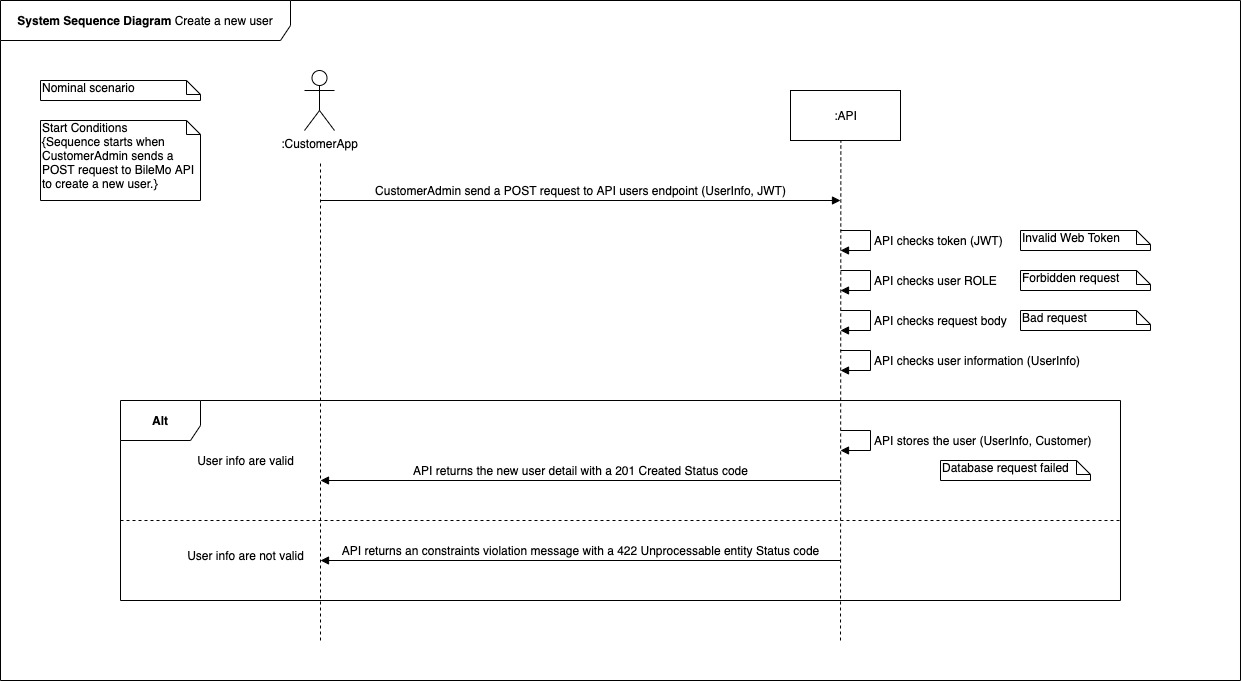 System Sequence Diagram Create a new user
Nominal scenario
Start Conditions
{Sequence starts when
CustomerAdmin sends a
POST request to BileMo API
to create a new user.}
:CustomerApp
:API
CustomerAdmin send a POST request to API users endpoint (UserInfo, JWT)
API checks token (JWT)
Invalid Web Token
API checks user ROLE
Forbidden request
API checks request body
Bad request
API checks user information (UserInfo)
Alt
API stores the user (UserInfo, Customer)
User info are valid
API returns the new user detail with a 201 Created Status code
Database request failed
User info are not valid
API returns an constraints violation message with a 422 Unprocessable entity Status code